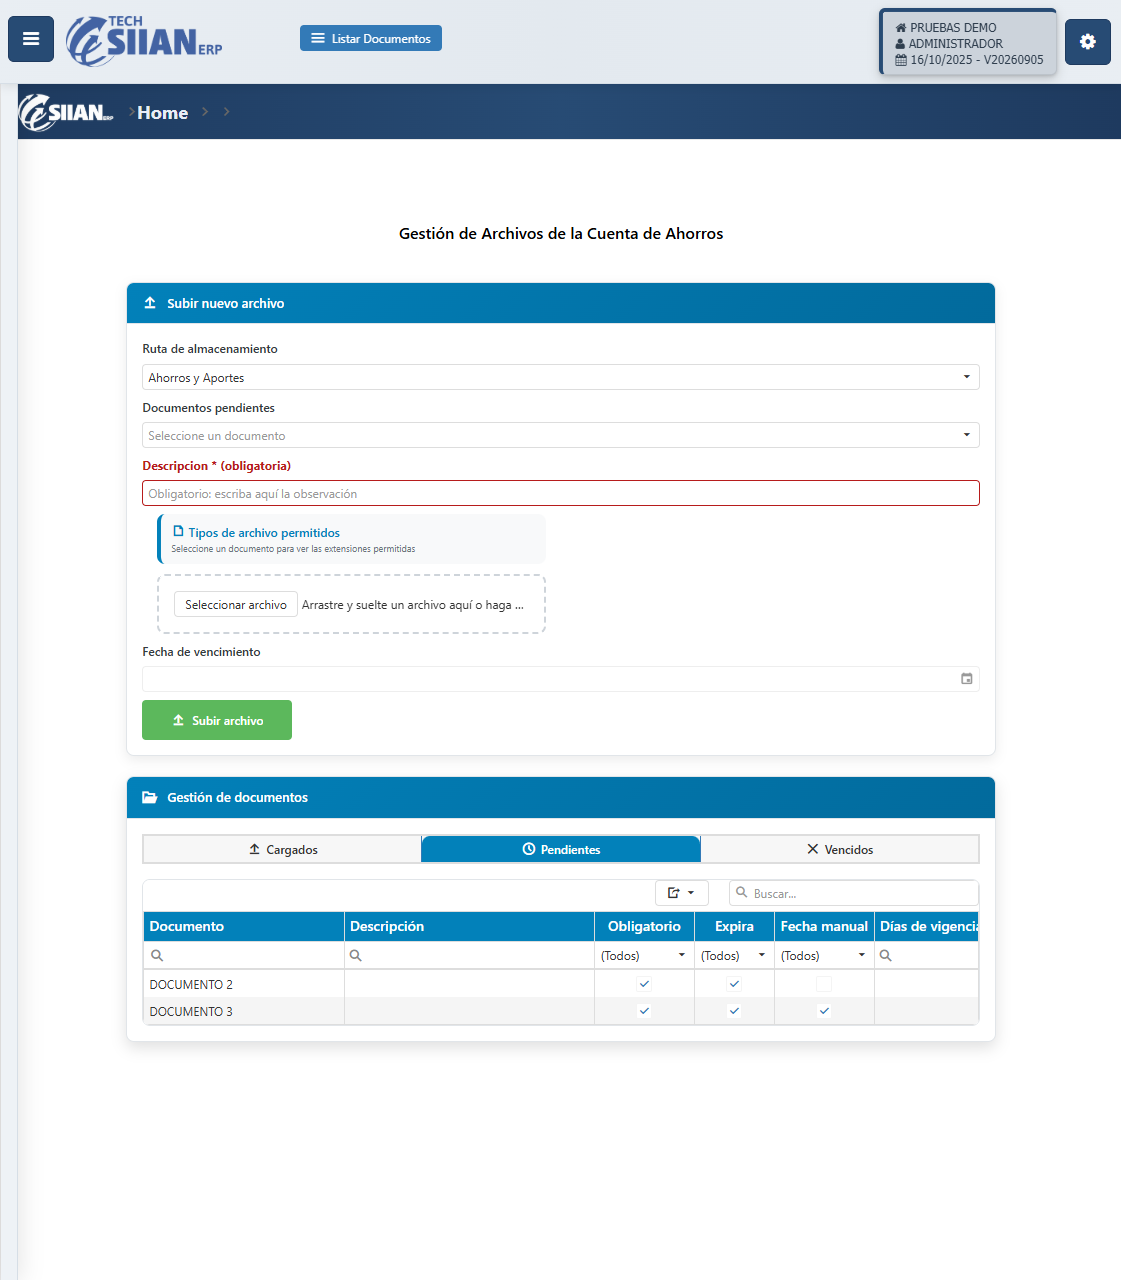 TECH
SIIAN ERP
Listar Documentos
PRUEBAS DEMO
ADMINISTRADOR
16/10/2025 - V20260905
SIIAN ERP
Home
Gestión de Archivos de la Cuenta de Ahorros
Subir nuevo archivo
Ruta de almacenamiento
Ahorros y Aportes
Documentos pendientes
Seleccione un documento
Descripcion * (obligatoria)
Obligatorio: escriba aquí la observación
Tipos de archivo permitidos
Seleccione un documento para ver las extensiones permitidas
Seleccionar archivo Arrastre y suelte un archivo aquí o haga ...
Fecha de vencimiento
Subir archivo
Gestión de documentos
Cargados Pendientes Vencidos
Buscar...
Documento Descripción Obligatorio Expira Fecha manual Días de vigencia
(Todos) (Todos) (Todos)
DOCUMENTO 2
DOCUMENTO 3